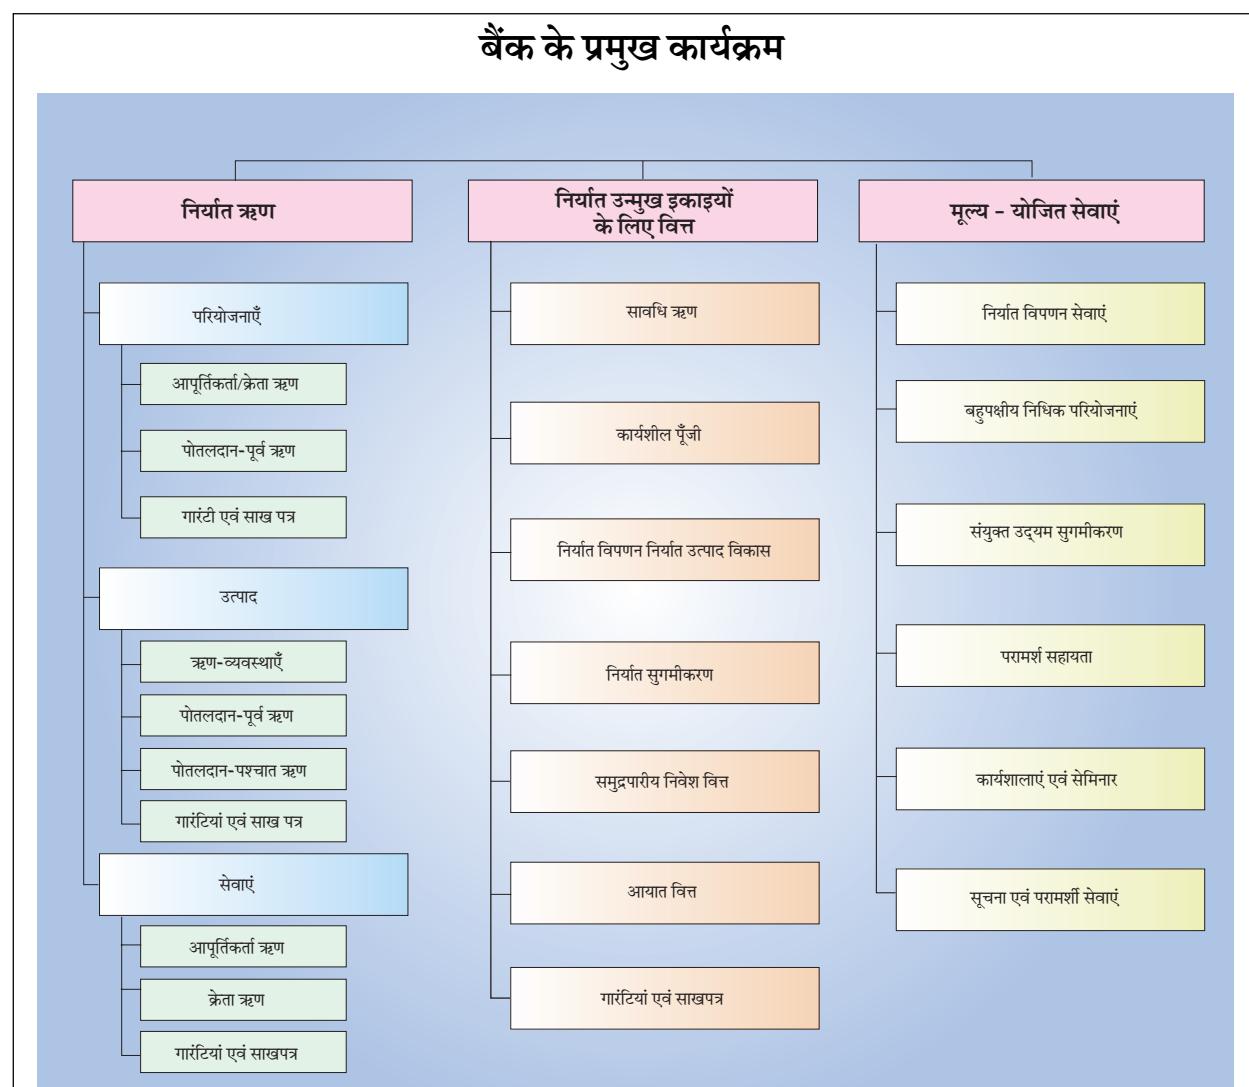 बैंक के प्रमुख कार्यक्रम
निर्यात ऋण
परियोजनाएँ
आपूर्तिकर्ता/क्रेता ऋण
पोतलदान-पूर्व ऋण
गारंटी एवं साख पत्र
उत्पाद
ऋण-व्यवस्थाएँ
पोतलदान-पूर्व ऋण
पोतलदान-पश्चात ऋण
गारंटियां एवं साख पत्र
सेवाएं
आपूर्तिकर्ता ऋण
क्रेता ऋण
गारंटियां एवं साखपत्र
निर्यात उन्मुख इकाइयों
के लिए वित्त
सावधि ऋण
कार्यशील पूँजी
निर्यात विपणन निर्यात उत्पाद विकास
निर्यात सुगमीकरण
समुद्रपारीय निवेश वित्त
आयात वित्त
गारंटियां एवं साखपत्र
मूल्य - योजित सेवाएं
निर्यात विपणन सेवाएं
बहुपक्षीय निधिक परियोजनाएं
संयुक्त उद्‌यम सुगमीकरण
परामर्श सहायता
कार्यशालाएं एवं सेमिनार
सूचना एवं परामर्शी सेवाएं